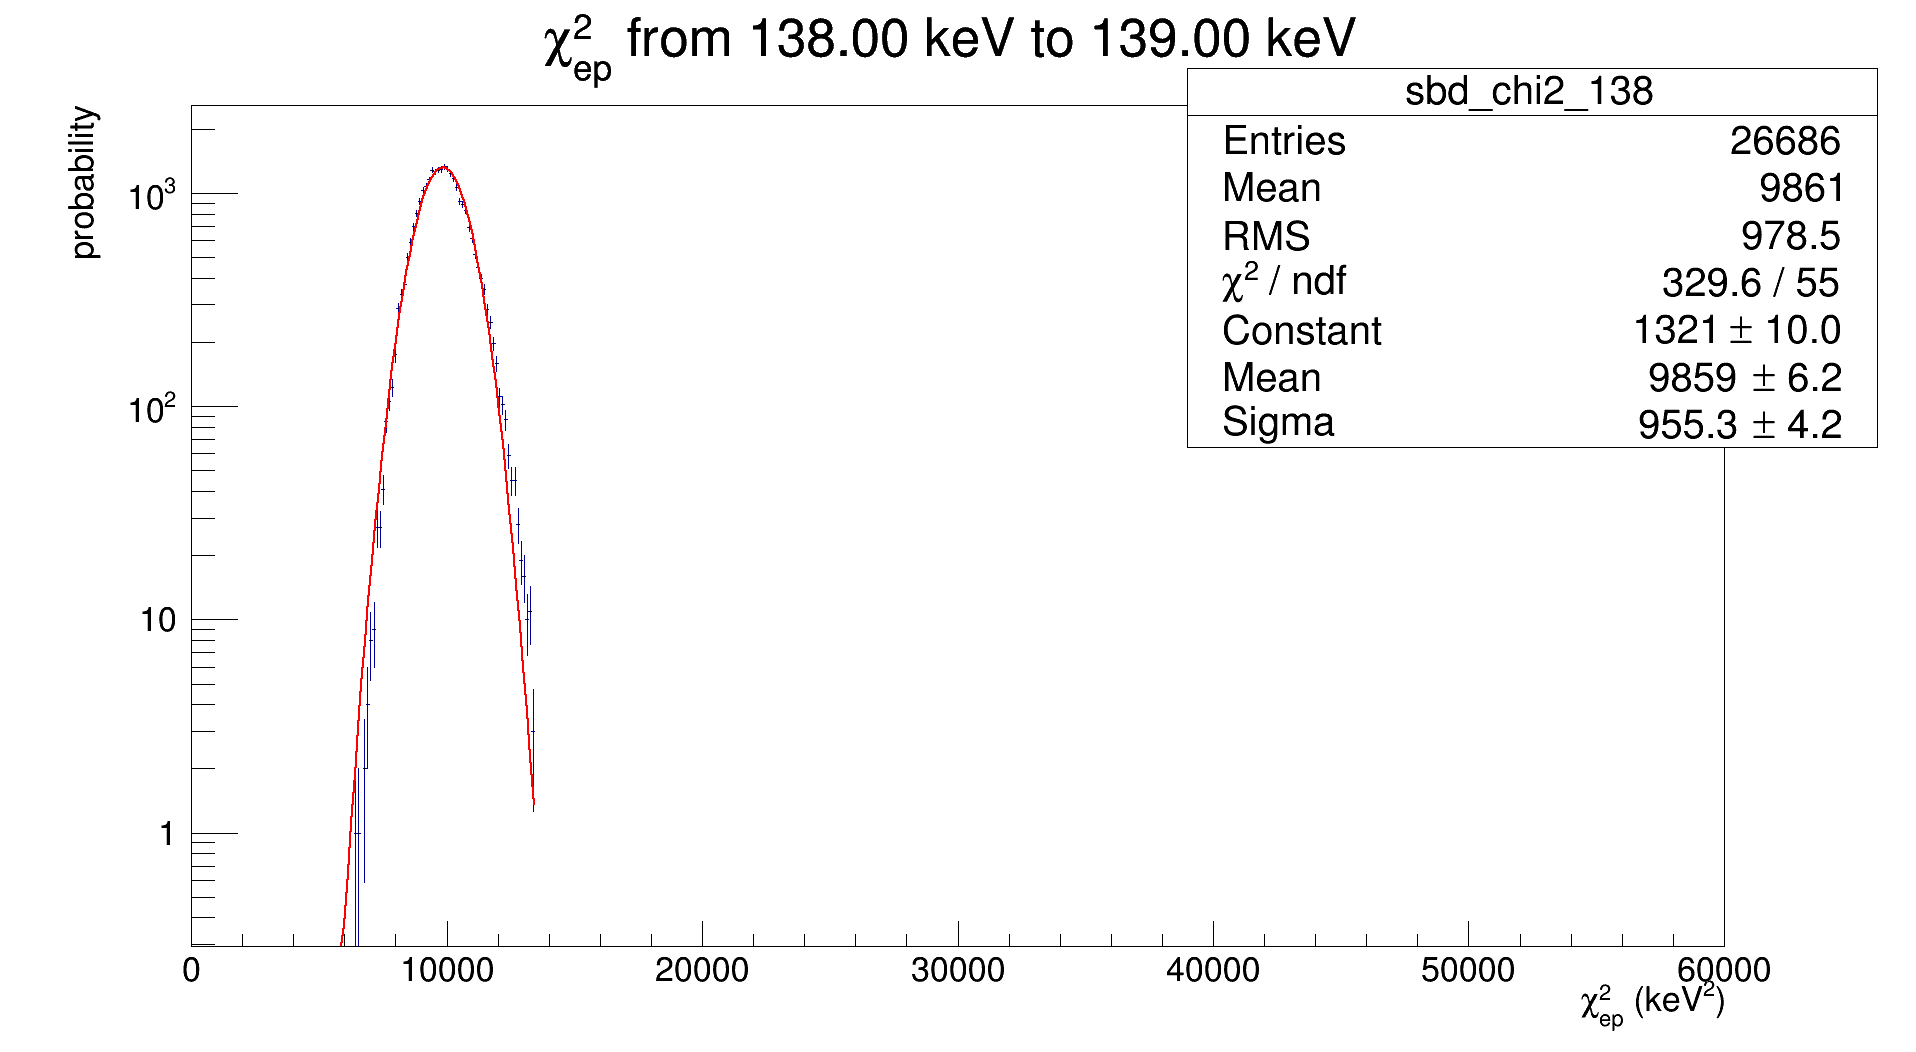 χ²ep from 138.00 keV to 139.00 keV
sbd_chi2_138
Entries 26686
Mean 9861
RMS 978.5
χ² / ndf 329.6 / 55
Constant 1321 ± 10.0
Mean 9859 ± 6.2
Sigma 955.3 ± 4.2
probability
10³
10²
10
1
0 10000 20000 30000 40000 50000 60000
χ²ep (keV²)